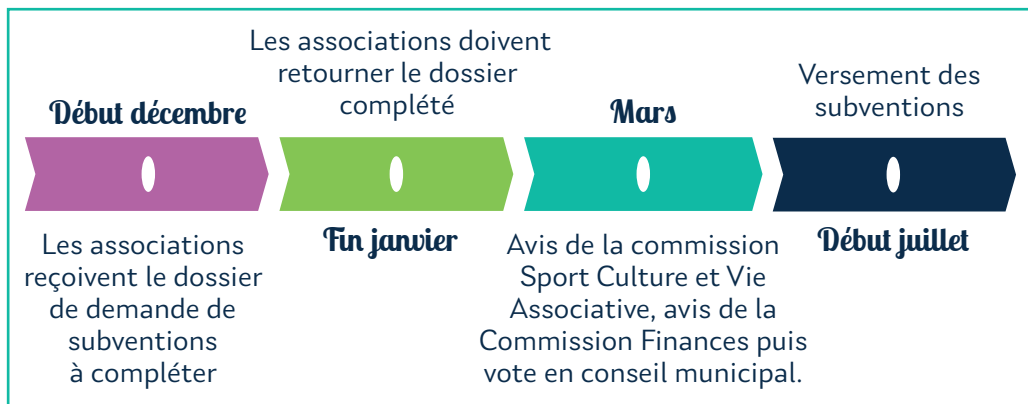 Début décembre
Les associations
reçoivent le dossier
de demande de
subventions
à compléter
Les associations doivent
retourner le dossier
complété
Fin janvier
Mars
Avis de la commission
Sport Culture et Vie
Associative, avis de la
Commission Finances puis
vote en conseil municipal.
Versement des
subventions
Début juillet